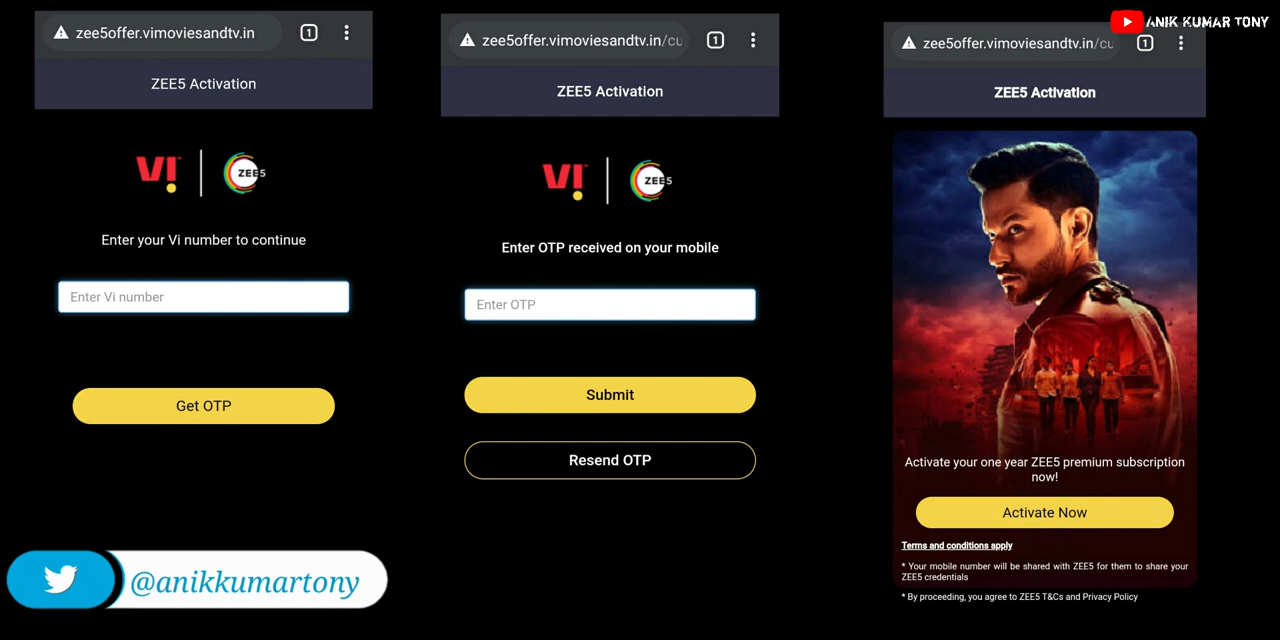 ANIK KUMAR TONY
zee5offer.vimoviesandtv.in
1
ZEE5 Activation
VI
ZEE5
Enter your Vi number to continue
Enter Vi number
Get OTP
zee5offer.vimoviesandtv.in/cu
1
ZEE5 Activation
VI
ZEE5
Enter OTP received on your mobile
Enter OTP
Submit
Resend OTP
zee5offer.vimoviesandtv.in/cu
1
ZEE5 Activation
Activate your one year ZEE5 premium subscription
now!
Activate Now
Terms and conditions apply
* Your mobile number will be shared with ZEE5 for them to share your
ZEE5 credentials
* By proceeding, you agree to ZEE5 T&Cs and Privacy Policy
@anikkumartony